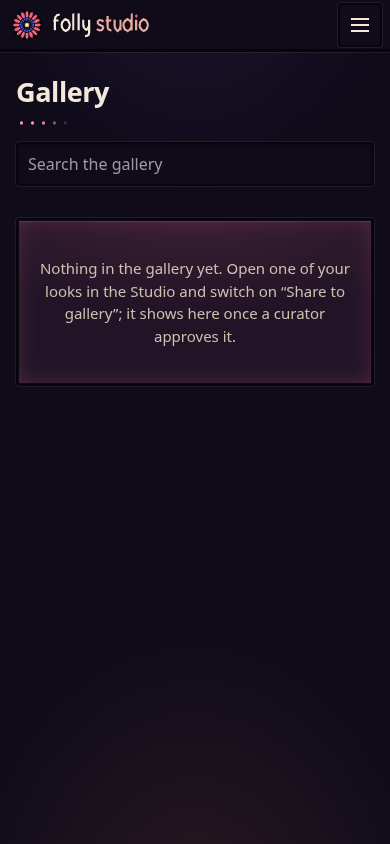 folly studio
Gallery
Search the gallery
Nothing in the gallery yet. Open one of your
looks in the Studio and switch on “Share to
gallery”; it shows here once a curator
approves it.